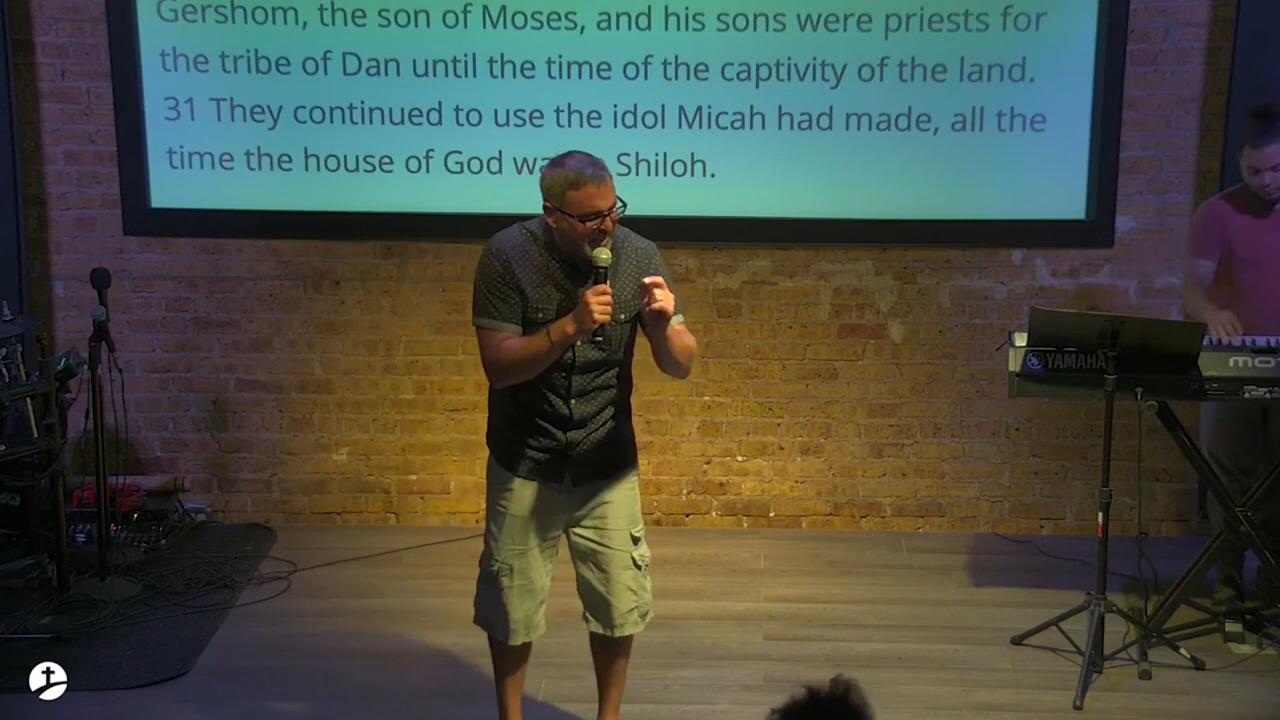 Gershom, the son of Moses, and his sons were priests for
the tribe of Dan until the time of the captivity of the land.
31 They continued to use the idol Micah had made, all the
time the house of God Shiloh.
YAMAHA